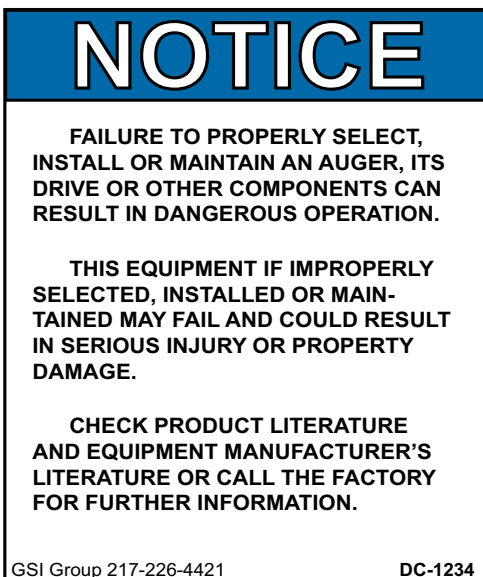 NOTICE
FAILURE TO PROPERLY SELECT,
INSTALL OR MAINTAIN AN AUGER, ITS
DRIVE OR OTHER COMPONENTS CAN
RESULT IN DANGEROUS OPERATION.
THIS EQUIPMENT IF IMPROPERLY
SELECTED, INSTALLED OR MAIN-
TAINED MAY FAIL AND COULD RESULT
IN SERIOUS INJURY OR PROPERTY
DAMAGE.
CHECK PRODUCT LITERATURE
AND EQUIPMENT MANUFACTURER’S
LITERATURE OR CALL THE FACTORY
FOR FURTHER INFORMATION.
GSI Group 217-226-4421 DC-1234